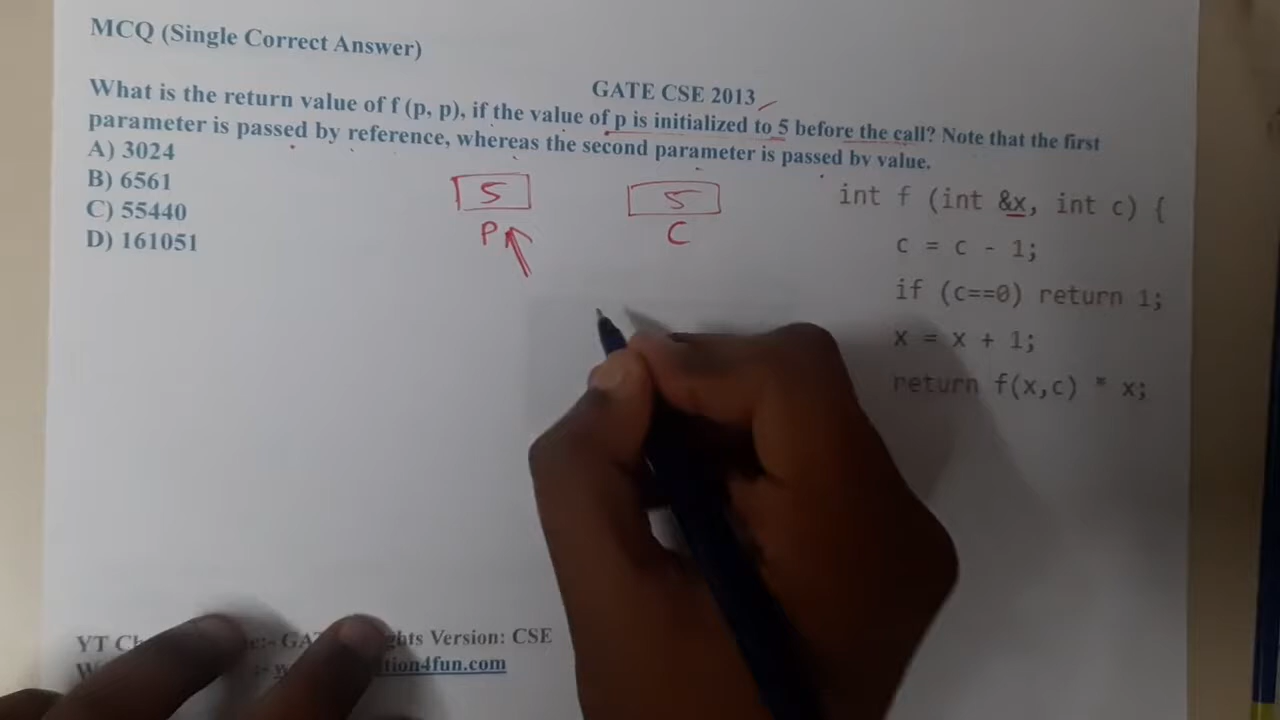 MCQ (Single Correct Answer)
GATE CSE 2013
What is the return value of f (p, p), if the value of p is initialized to 5 before the call? Note that the first
parameter is passed by reference, whereas the second parameter is passed by value.
A) 3024
B) 6561
C) 55440
D) 161051
5
P
5
C
int f (int &x, int c) {
c = c - 1;
if (c==0) return 1;
x = x + 1;
return f(x,c) * x;
YT
Version: CSE